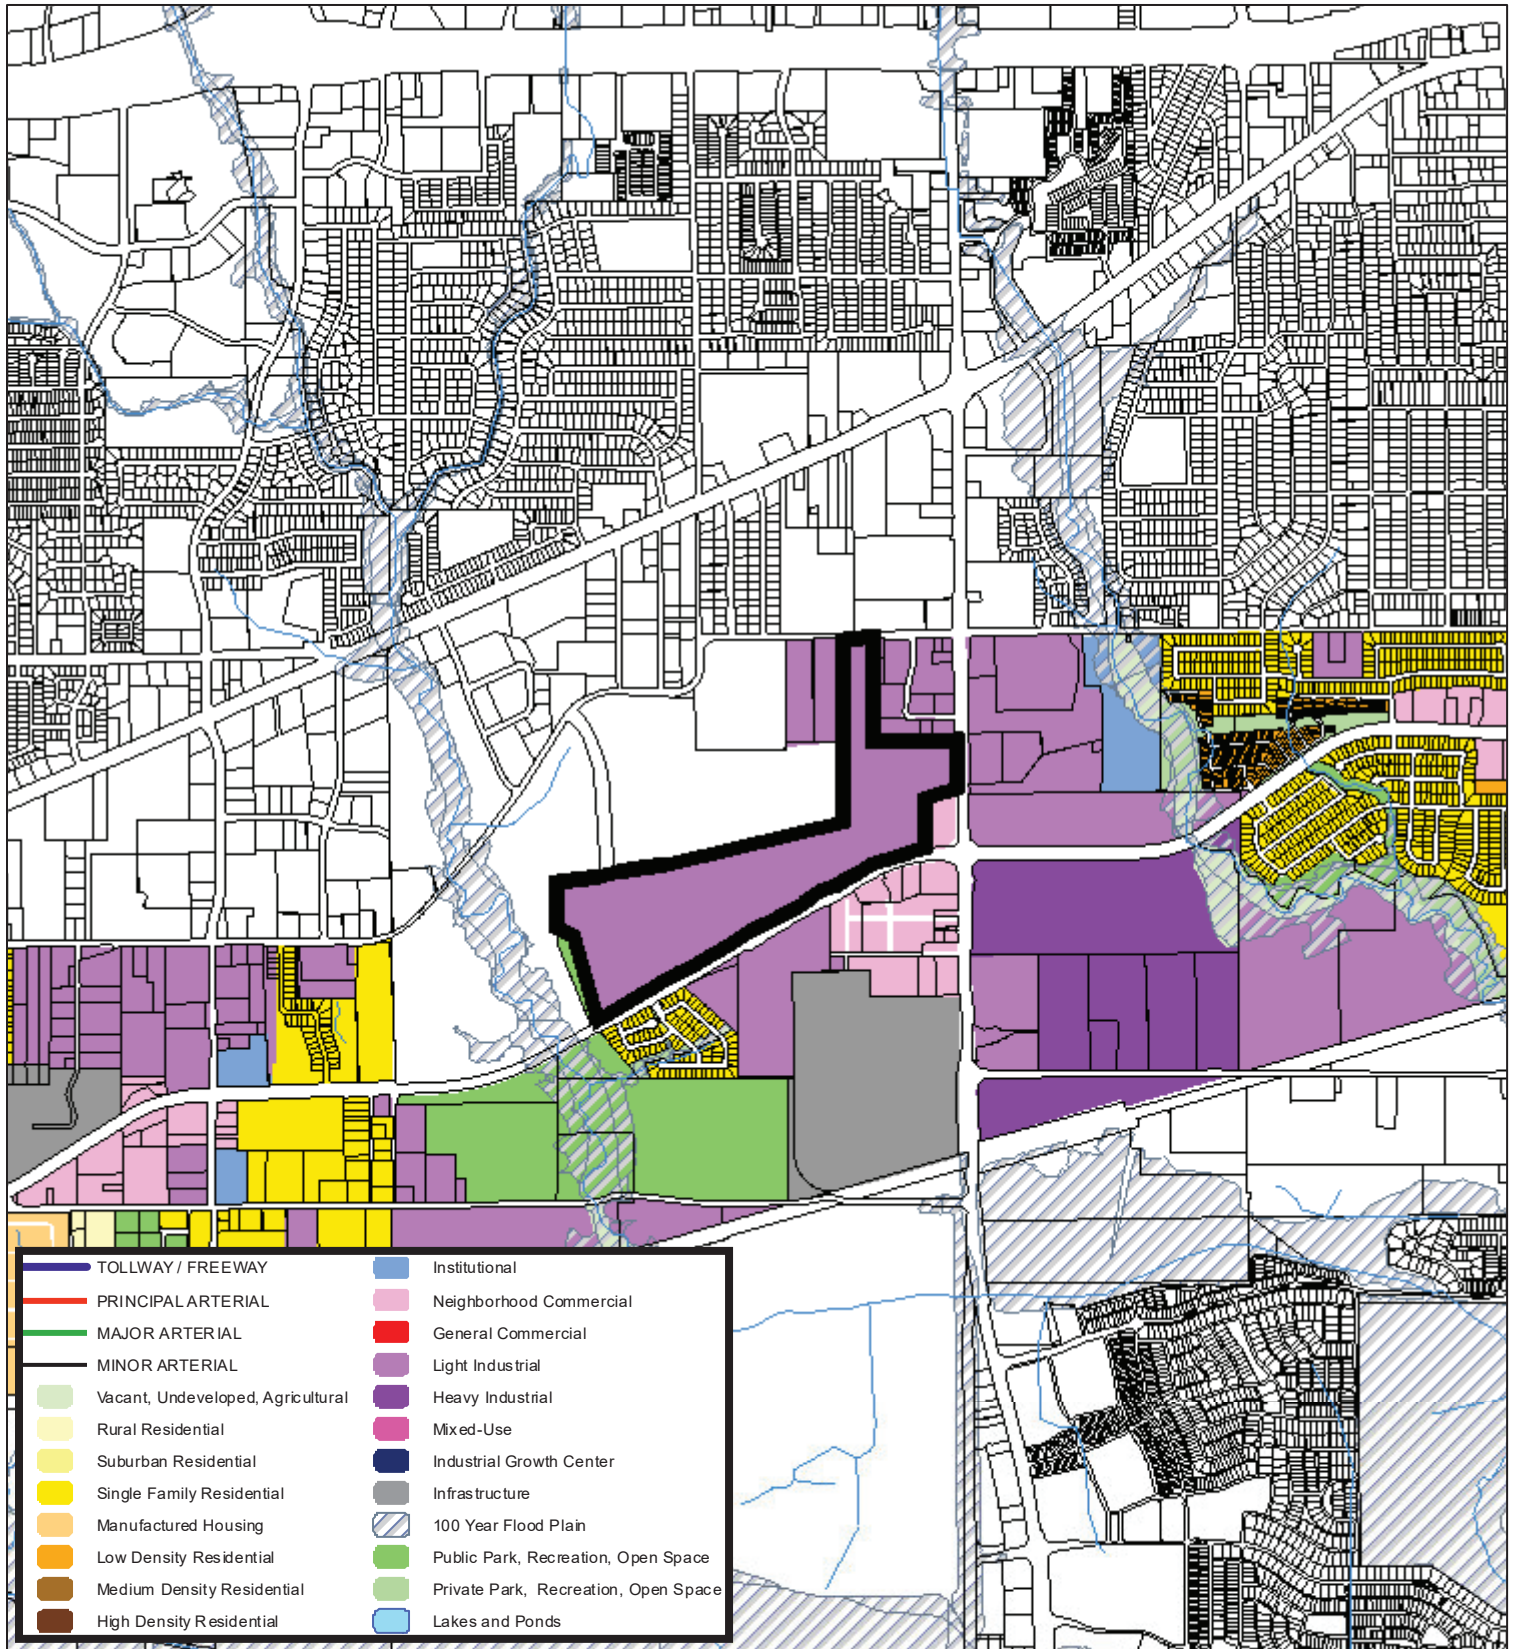 TOLLWAY / FREEWAY
PRINCIPAL ARTERIAL
MAJOR ARTERIAL
MINOR ARTERIAL
Vacant, Undeveloped, Agricultural
Rural Residential
Suburban Residential
Single Family Residential
Manufactured Housing
Low Density Residential
Medium Density Residential
High Density Residential
Institutional
Neighborhood Commercial
General Commercial
Light Industrial
Heavy Industrial
Mixed-Use
Industrial Growth Center
Infrastructure
100 Year Flood Plain
Public Park, Recreation, Open Space
Private Park, Recreation, Open Space
Lakes and Ponds